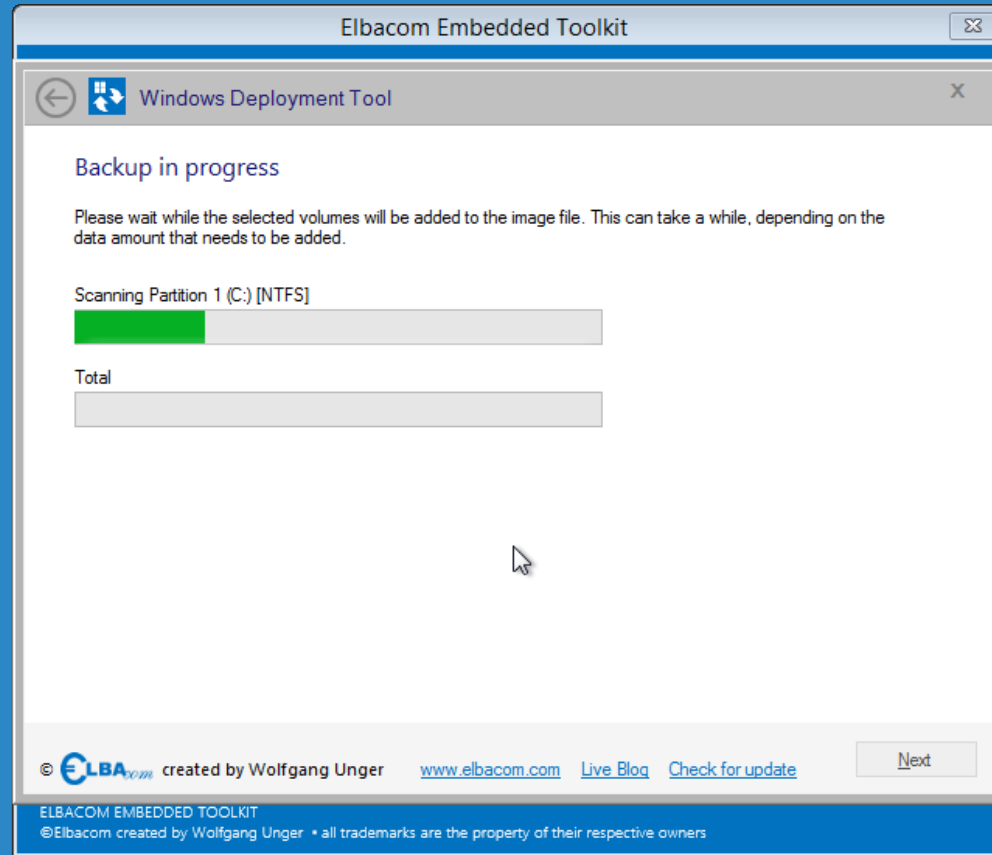 Elbacom Embedded Toolkit
Windows Deployment Tool
X
Backup in progress
Please wait while the selected volumes will be added to the image file. This can take a while, depending on the
data amount that needs to be added.
Scanning Partition 1 (C:) [NTFS]
Total
© ELBAcom created by Wolfgang Unger www.elbacom.com Live Blog Check for update Next
ELBACOM EMBEDDED TOOLKIT
©Elbacom created by Wolfgang Unger • all trademarks are the property of their respective owners